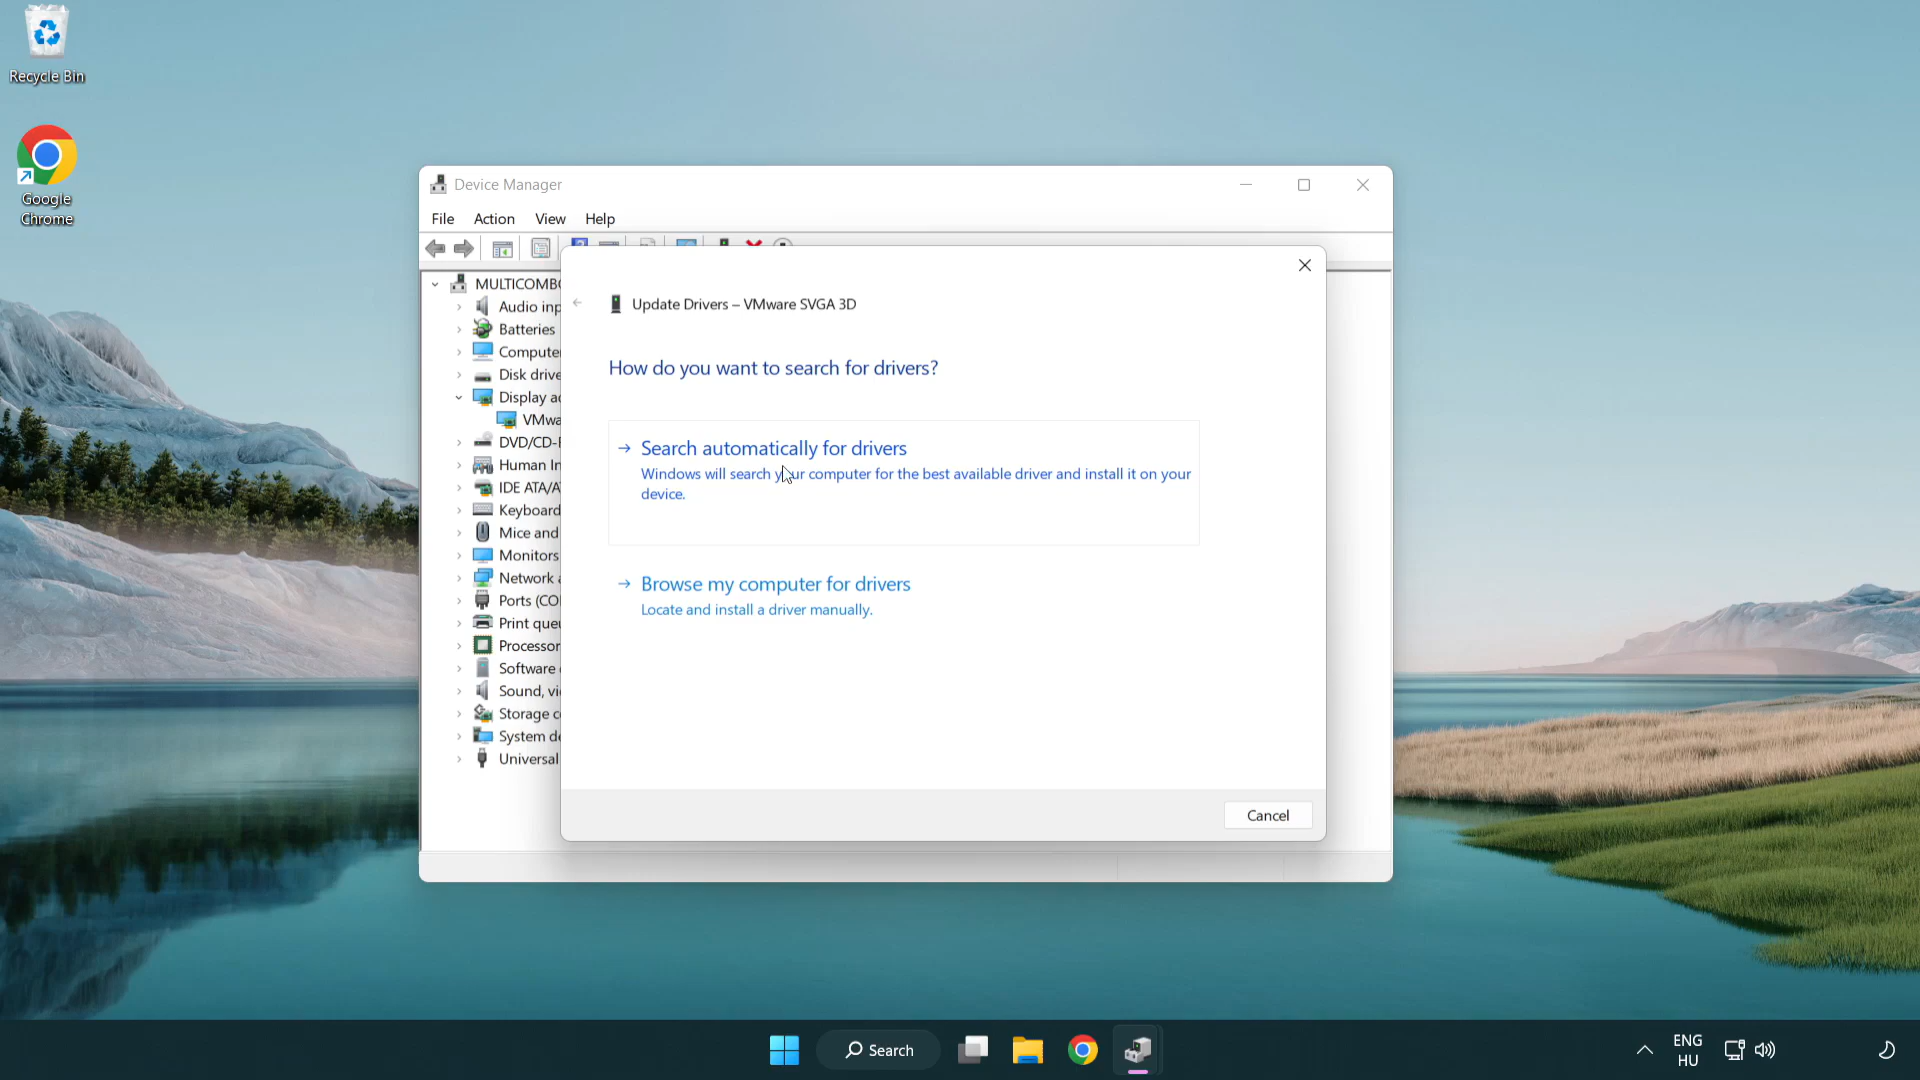 Recycle Bin
Google
Chrome
Device Manager
File Action View Help
MULTICOMBO
Audio inp
Batteries
Compute
Disk drive
Display a
VMwa
DVD/CD-
Human In
IDE ATA/A
Keyboard
Mice and
Monitors
Network a
Ports (CO
Print que
Processor
Software
Sound, vi
Storage c
System de
Universal
Update Drivers – VMware SVGA 3D
How do you want to search for drivers?
Search automatically for drivers
Windows will search your computer for the best available driver and install it on your
device.
Browse my computer for drivers
Locate and install a driver manually.
Cancel
Search
ENG
HU